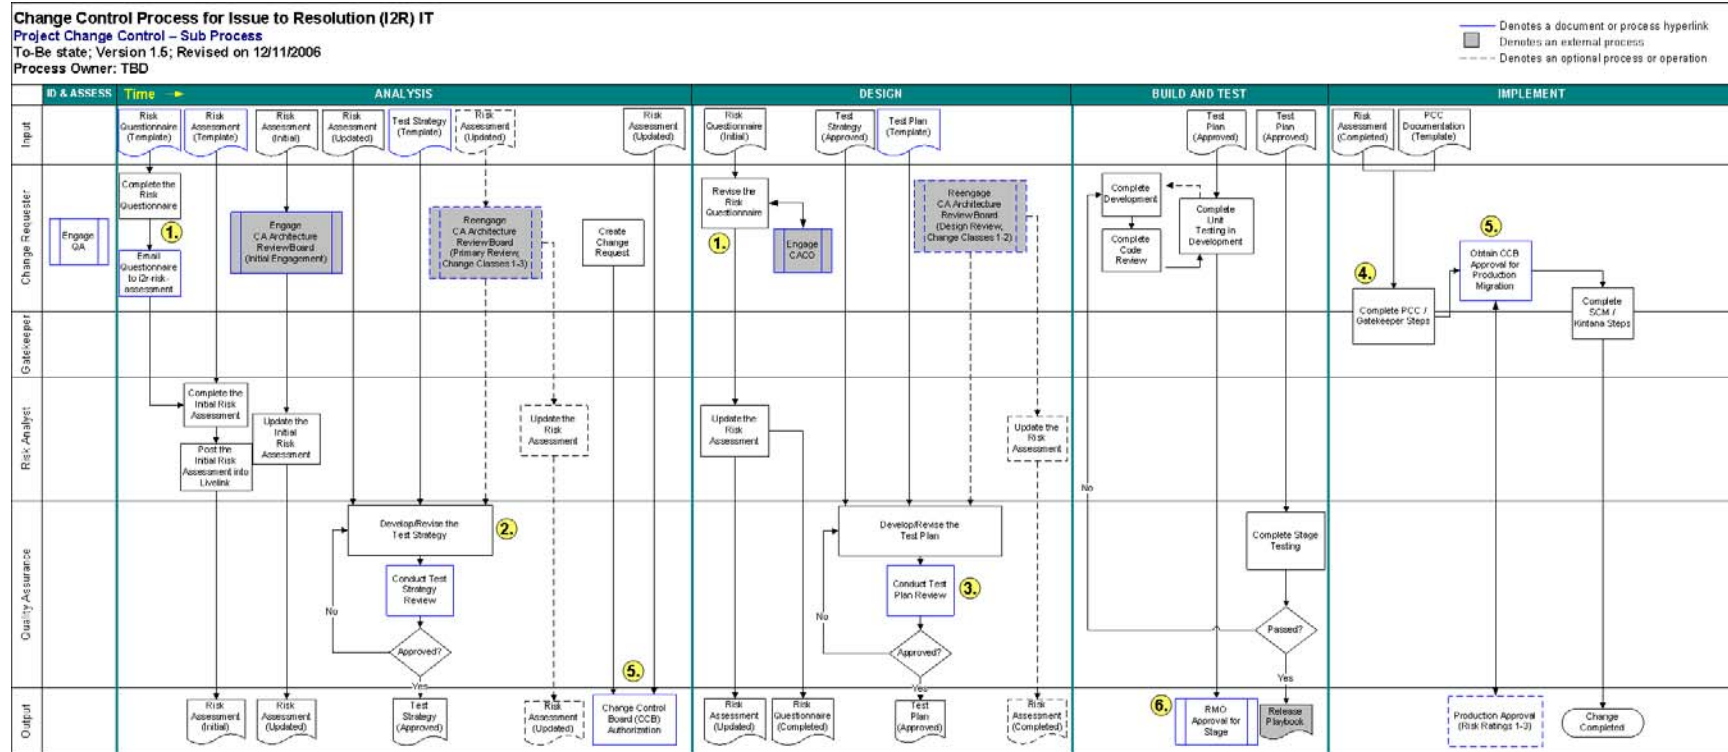 Change Control Process for Issue to Resolution (I2R) IT
Project Change Control – Sub Process
To-Be state; Version 1.5; Revised on 12/11/2006
Process Owner: TBD
Denotes a document or process hyperlink
Denotes an external process
Denotes an optional process or operation
ID & ASSESS
Time
ANALYSIS
DESIGN
BUILD AND TEST
IMPLEMENT
Input
Risk
Questionnaire
(Template)
Risk
Assessment
(Template)
Risk
Assessment
(Initial)
Risk
Assessment
(Updated)
Test Strategy
(Template)
Risk
Assessment
(Updated)
Risk
Assessment
(Updated)
Risk
Questionnaire
(Initial)
Test
Strategy
(Approved)
Test Plan
(Template)
Test
Plan
(Approved)
Test
Plan
(Approved)
Risk
Assessment
(Completed)
PCC
Documentation
(Template)
Change Requester
Engage
QA
Complete the
Risk
Questionnaire
1.
Email
Questionnaire
to i2r-risk-
assessment
Engage
CA Architecture
Review Board
(Initial Engagement)
Reengage
CA Architecture
Review Board
(Primary Review,
Change Classes 1-3)
Create
Change
Request
Revise the
Risk
Questionnaire
1.
Engage
CACO
Reengage
CA Architecture
Review Board
(Design Review,
Change Classes 1-2)
Complete
Development
Complete
Code
Review
Complete
Unit
Testing in
Development
4.
5.
Obtain CCB
Approval for
Production
Migration
Complete PCC /
Gatekeeper Steps
Complete
SCM /
Kintana Steps
Gatekeeper
Risk Analyst
Complete the
Initial Risk
Assessment
Post the
Initial Risk
Assessment into
Livelink
Update the
Initial
Risk
Assessment
Update the
Risk
Assessment
Update the
Risk
Assessment
Update the
Risk
Assessment
No
Quality Assurance
Develop/Revise the
Test Strategy
2.
Conduct Test
Strategy
Review
No
Approved?
Yes
Develop/Revise the
Test Plan
Conduct Test
Plan Review
3.
No
Approved?
Yes
Complete Stage
Testing
Passed?
Yes
Output
Risk
Assessment
(Initial)
Risk
Assessment
(Updated)
Test
Strategy
(Approved)
Risk
Assessment
(Updated)
5.
Change Control
Board (CCB)
Authorization
Risk
Assessment
(Updated)
Risk
Questionnaire
(Completed)
Test
Plan
(Approved)
Risk
Assessment
(Completed)
6.
RMO
Approval for
Stage
Release
Playbook
Production Approval
(Risk Ratings 1-3)
Change
Completed